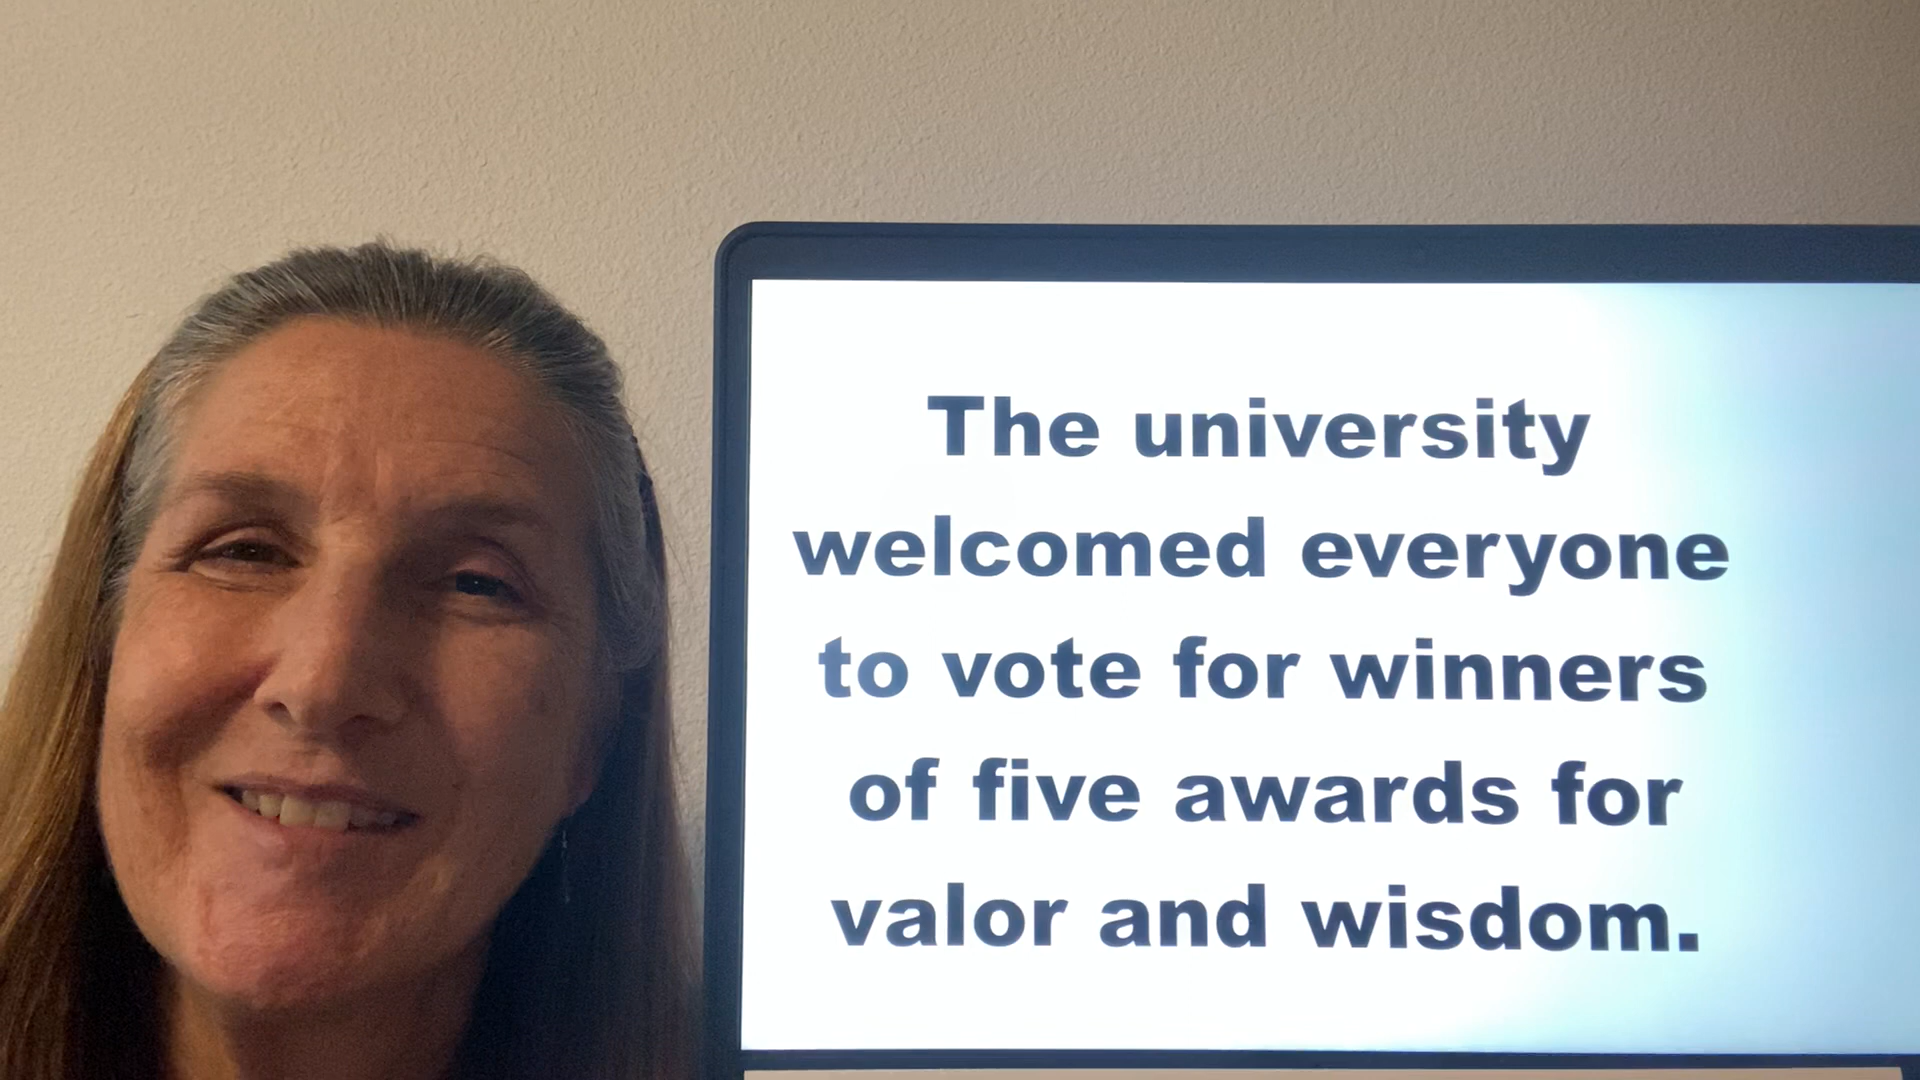 The university
welcomed everyone
to vote for winners
of five awards for
valor and wisdom.